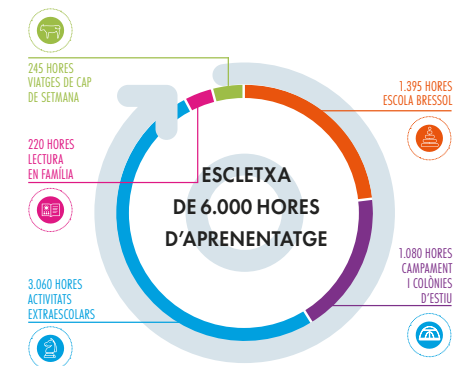 245 HORES
VIATGES DE CAP
DE SETMANA
1.395 HORES
ESCOLA BRESSOL
220 HORES
LECTURA
EN FAMÍLIA
ESCLETXA
DE 6.000 HORES
D'APRENENTATGE
1.080 HORES
CAMPAMENT
I COLÒNIES
D'ESTIU
3.060 HORES
ACTIVITATS
EXTRAESCOLARS